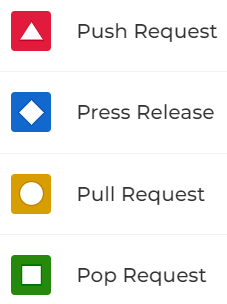 Push Request
Press Release
Pull Request
Pop Request